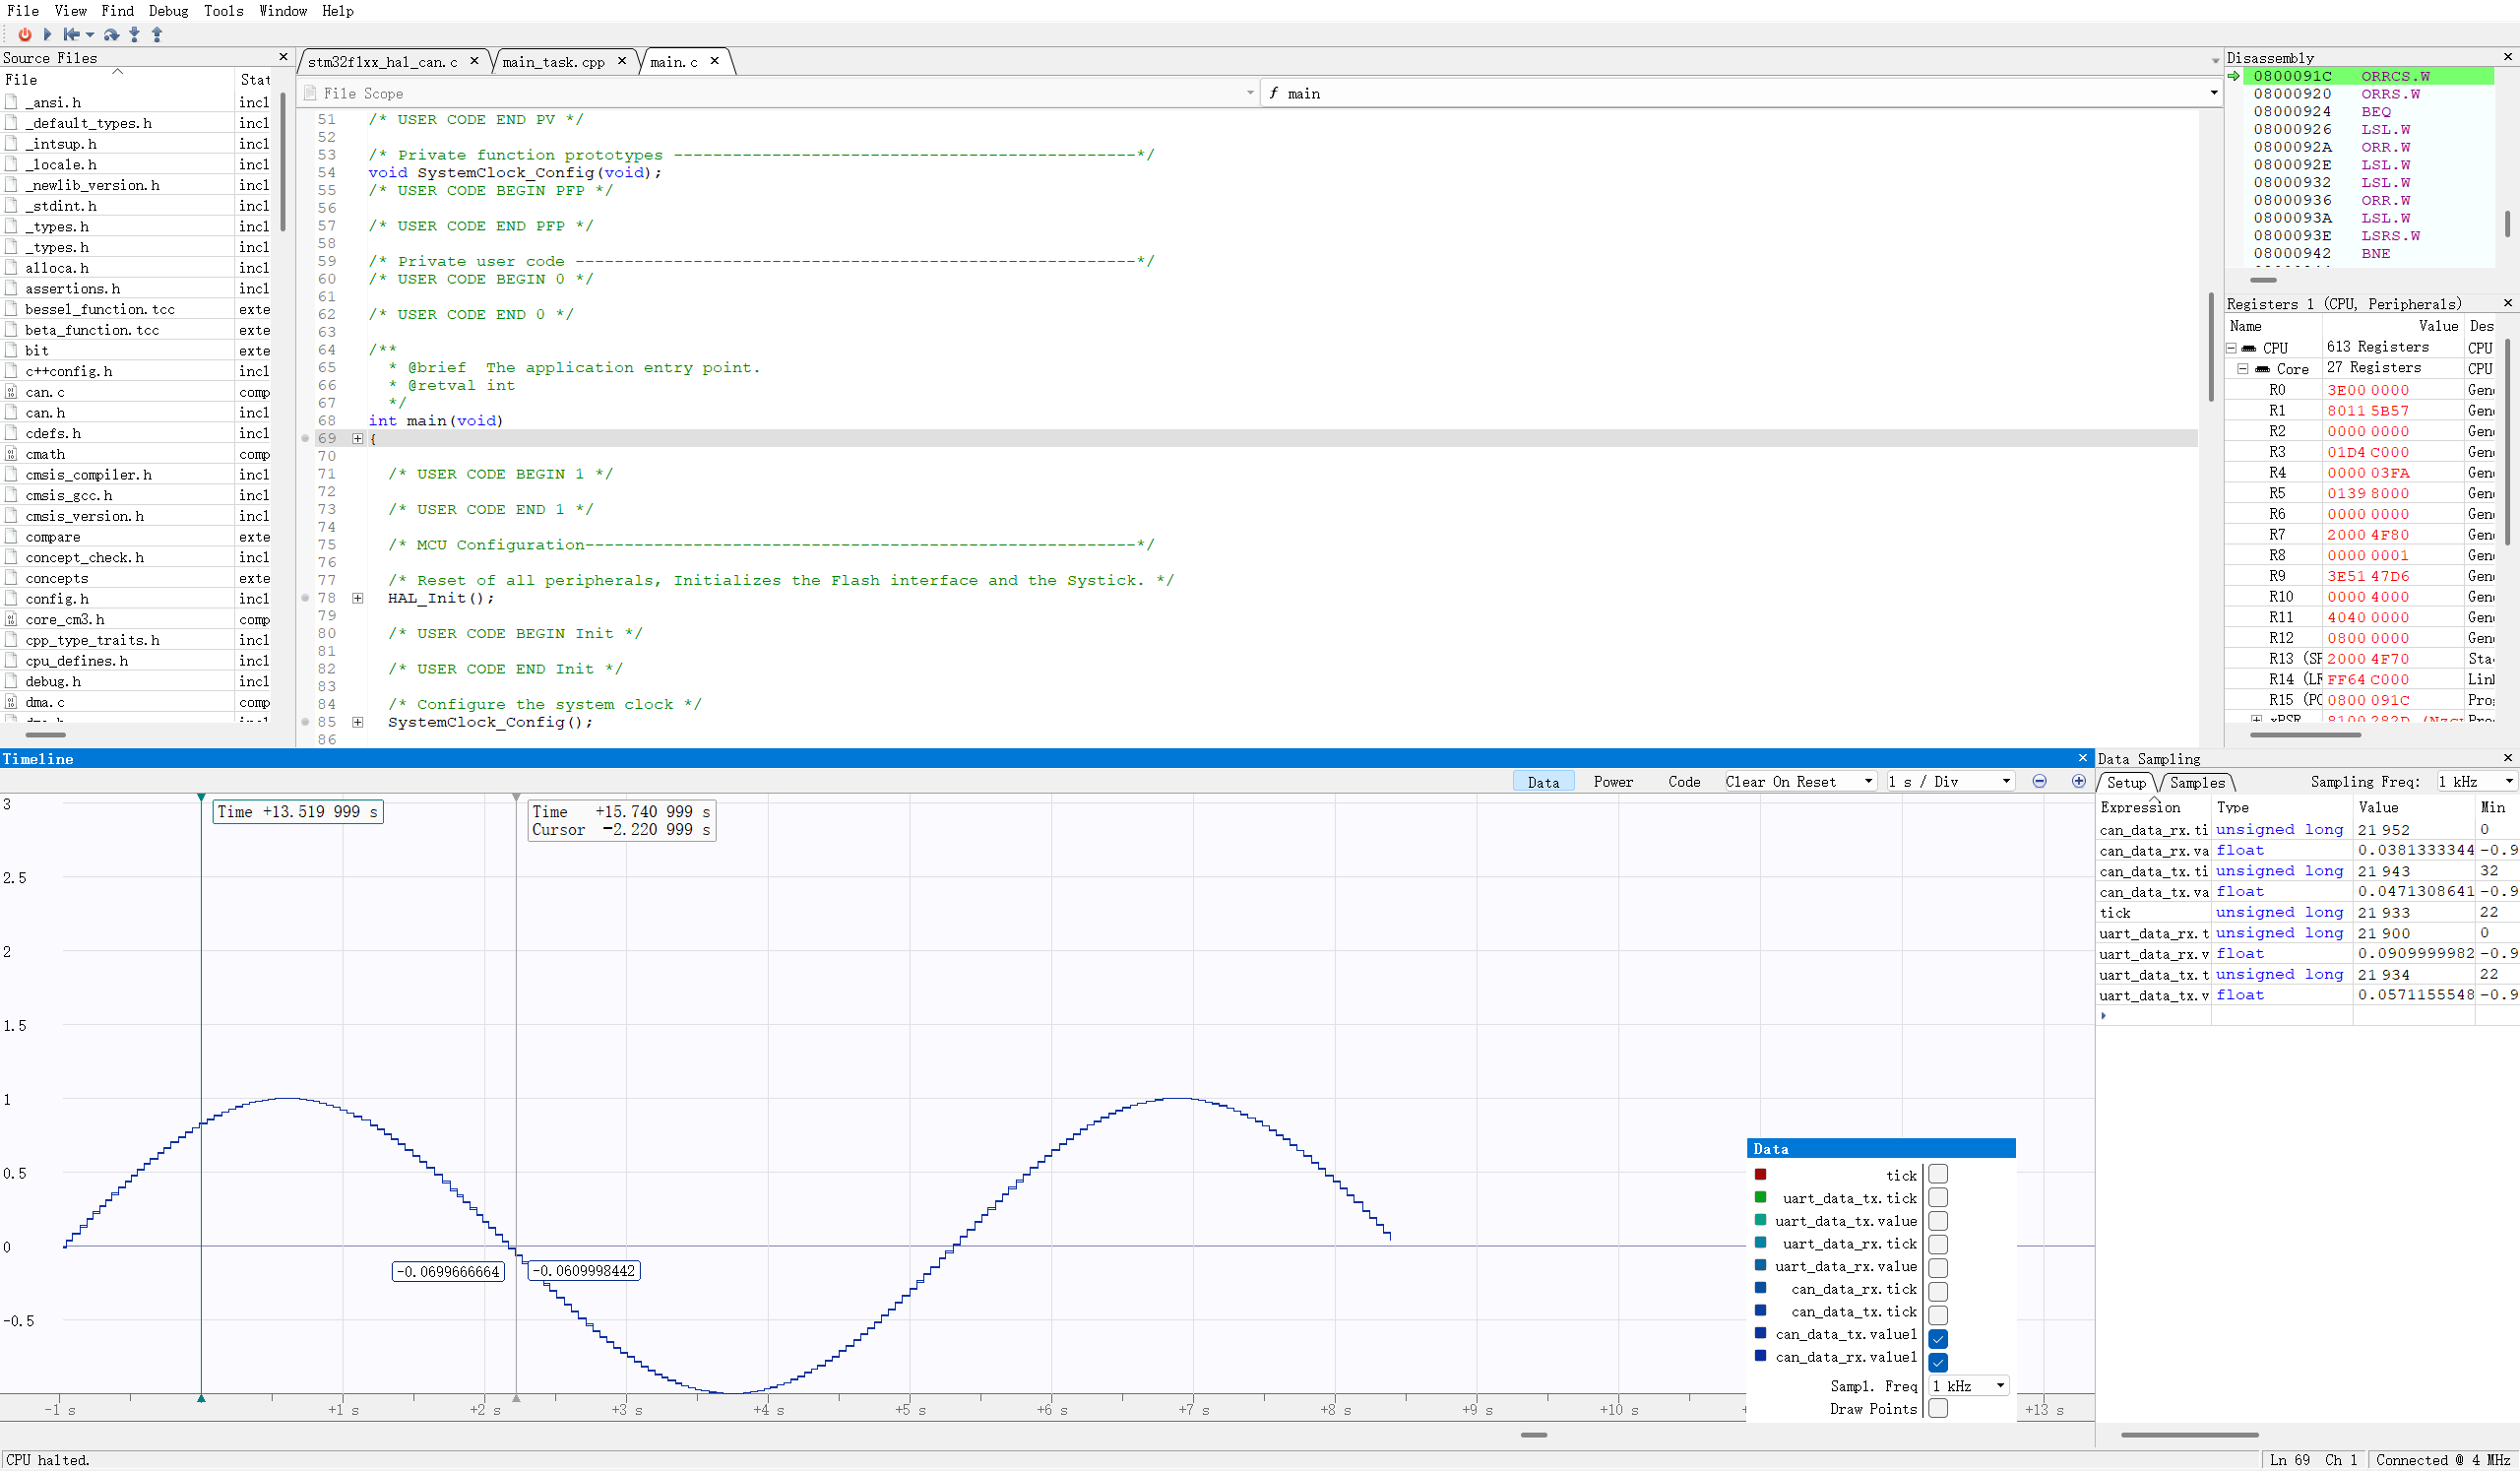 File View Find Debug Tools Window Help
Source Files
File Stat
_ansi.h incl
_default_types.h incl
_intsup.h incl
_locale.h incl
_newlib_version.h incl
_stdint.h incl
_types.h incl
_types.h incl
alloca.h incl
assertions.h incl
bessel_function.tcc exte
beta_function.tcc exte
bit exte
c++config.h incl
can.c comp
can.h incl
cdefs.h incl
cmath comp
cmsis_compiler.h incl
cmsis_gcc.h incl
cmsis_version.h incl
compare exte
concept_check.h incl
concepts exte
config.h incl
core_cm3.h comp
cpp_type_traits.h incl
cpu_defines.h incl
debug.h incl
dma.c comp
stm32f1xx_hal_can.c main_task.cpp main.c
File Scope main
51 /* USER CODE END PV */
52
53 /* Private function prototypes -----------------------------------------------*/
54 void SystemClock_Config(void);
55 /* USER CODE BEGIN PFP */
56
57 /* USER CODE END PFP */
58
59 /* Private user code ---------------------------------------------------------*/
60 /* USER CODE BEGIN 0 */
61
62 /* USER CODE END 0 */
63
64 /**
65 * @brief  The application entry point.
66 * @retval int
67 */
68 int main(void)
69 {
70
71 /* USER CODE BEGIN 1 */
72
73 /* USER CODE END 1 */
74
75 /* MCU Configuration--------------------------------------------------------*/
76
77 /* Reset of all peripherals, Initializes the Flash interface and the Systick. */
78 HAL_Init();
79
80 /* USER CODE BEGIN Init */
81
82 /* USER CODE END Init */
83
84 /* Configure the system clock */
85 SystemClock_Config();
86
Disassembly
0800091C ORRCS.W
08000920 ORRS.W
08000924 BEQ
08000926 LSL.W
0800092A ORR.W
0800092E LSL.W
08000932 LSL.W
08000936 ORR.W
0800093A LSL.W
0800093E LSRS.W
08000942 BNE
Registers 1 (CPU, Peripherals)
Name Value Des
CPU 613 Registers CPU
Core 27 Registers CPU
R0 3E00 0000 Gen
R1 8011 5B57 Gen
R2 0000 0000 Gen
R3 01D4 C000 Gen
R4 0000 03FA Gen
R5 0139 8000 Gen
R6 0000 0000 Gen
R7 2000 4F80 Gen
R8 0000 0001 Gen
R9 3E51 47D6 Gen
R10 0000 4000 Gen
R11 4040 0000 Gen
R12 0800 0000 Gen
R13 (SP 2000 4F70 Sta
R14 (LR FF64 C000 Lin
R15 (PC 0800 091C Pro
xPSR 8100 282D (Nzc Pro
Timeline
Data Power Code Clear On Reset 1 s / Div
Time +13.519 999 s
Time +15.740 999 s
Cursor -2.220 999 s
3
2.5
2
1.5
1
0.5
0
-0.5
-0.0699666664 -0.0609998442
-1 s +1 s +2 s +3 s +4 s +5 s +6 s +7 s +8 s +9 s +10 s +13 s
Data
tick
uart_data_tx.tick
uart_data_tx.value
uart_data_rx.tick
uart_data_rx.value
can_data_rx.tick
can_data_tx.tick
can_data_tx.value1
can_data_rx.value1
Sampl. Freq 1 kHz
Draw Points
Data Sampling
Setup Samples Sampling Freq: 1 kHz
Expression Type Value Min
can_data_rx.ti unsigned long 21 952 0
can_data_rx.va float 0.0381333344 -0.9
can_data_tx.ti unsigned long 21 943 32
can_data_tx.va float 0.0471308641 -0.9
tick unsigned long 21 933 22
uart_data_rx.t unsigned long 21 900 0
uart_data_rx.v float 0.0909999982 -0.9
uart_data_tx.t unsigned long 21 934 22
uart_data_tx.v float 0.0571155548 -0.9
CPU halted.
Ln 69 Ch 1 Connected @ 4 MHz